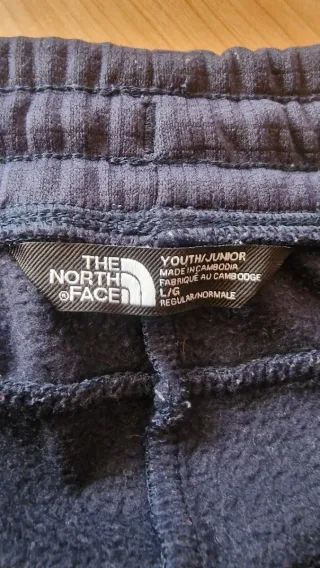 THE
NORTH
®FACE
YOUTH/JUNIOR
MADE IN CAMBODIA
FABRIQUÉ AU CAMBODGE
L/G
REGULAR/NORMALE